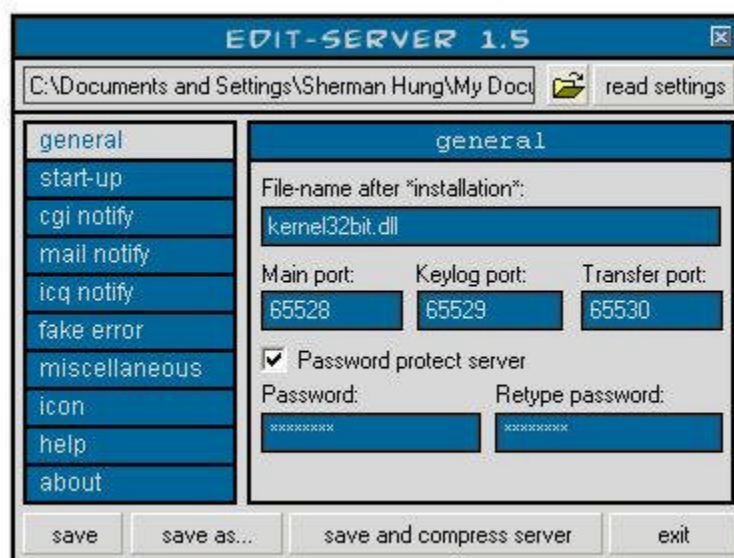 EDIT-SERVER 1.5
C:\Documents and Settings\Sherman Hung\My Docu
read settings
general
start-up
cgi notify
mail notify
icq notify
fake error
miscellaneous
icon
help
about
general
File-name after *installation*:
kernel32bit.dll
Main port: Keylog port: Transfer port:
65528 65529 65530
Password protect server
Password: Retype password:
******** ********
save save as... save and compress server exit